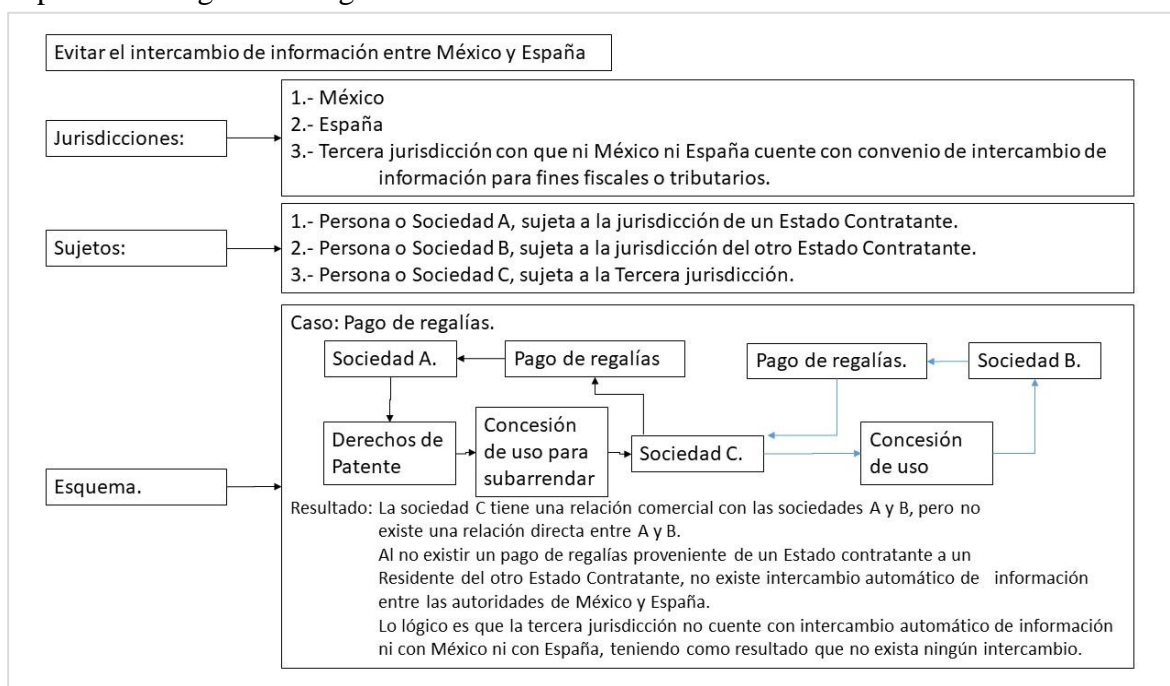 Evitar el intercambio de información entre México y España
Jurisdicciones:
1.- México
2.- España
3.- Tercera jurisdicción con que ni México ni España cuente con convenio de intercambio de
información para fines fiscales o tributarios.
Sujetos:
1.- Persona o Sociedad A, sujeta a la jurisdicción de un Estado Contratante.
2.- Persona o Sociedad B, sujeta a la jurisdicción del otro Estado Contratante.
3.- Persona o Sociedad C, sujeta a la Tercera jurisdicción.
Esquema.
Caso: Pago de regalías.
Sociedad A.
Pago de regalías
Pago de regalías.
Sociedad B.
Derechos de
Patente
Concesión
de uso para
subarrendar
Sociedad C.
Concesión
de uso
Resultado: La sociedad C tiene una relación comercial con las sociedades A y B, pero no
existe una relación directa entre A y B.
Al no existir un pago de regalías proveniente de un Estado contratante a un
Residente del otro Estado Contratante, no existe intercambio automático de información
entre las autoridades de México y España.
Lo lógico es que la tercera jurisdicción no cuente con intercambio automático de información
ni con México ni con España, teniendo como resultado que no exista ningún intercambio.